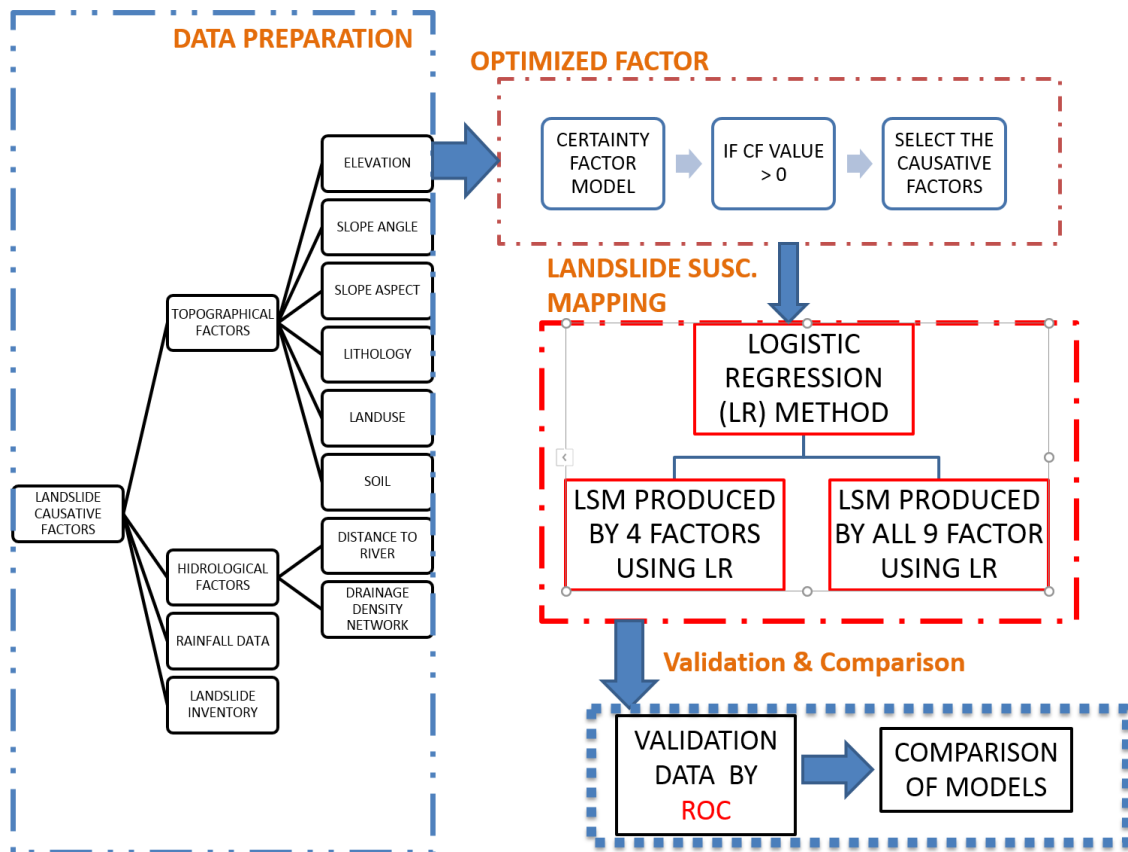 DATA PREPARATION
LANDSLIDE
CAUSATIVE FACTORS
TOPOGRAPHICAL
FACTORS
ELEVATION
SLOPE ANGLE
SLOPE ASPECT
LITHOLOGY
LANDUSE
SOIL
HIDROLOGICAL
FACTORS
DISTANCE TO
RIVER
DRAINAGE
DENSITY
NETWORK
RAINFALL DATA
LANDSLIDE
INVENTORY
OPTIMIZED FACTOR
CERTAINTY
FACTOR
MODEL
IF CF VALUE
> 0
SELECT THE
CAUSATIVE
FACTORS
LANDSLIDE SUSC.
MAPPING
LOGISTIC
REGRESSION
(LR) METHOD
LSM PRODUCED
BY 4 FACTORS
USING LR
LSM PRODUCED
BY ALL 9 FACTOR
USING LR
Validation & Comparison
VALIDATION
DATA BY
ROC
COMPARISON
OF MODELS